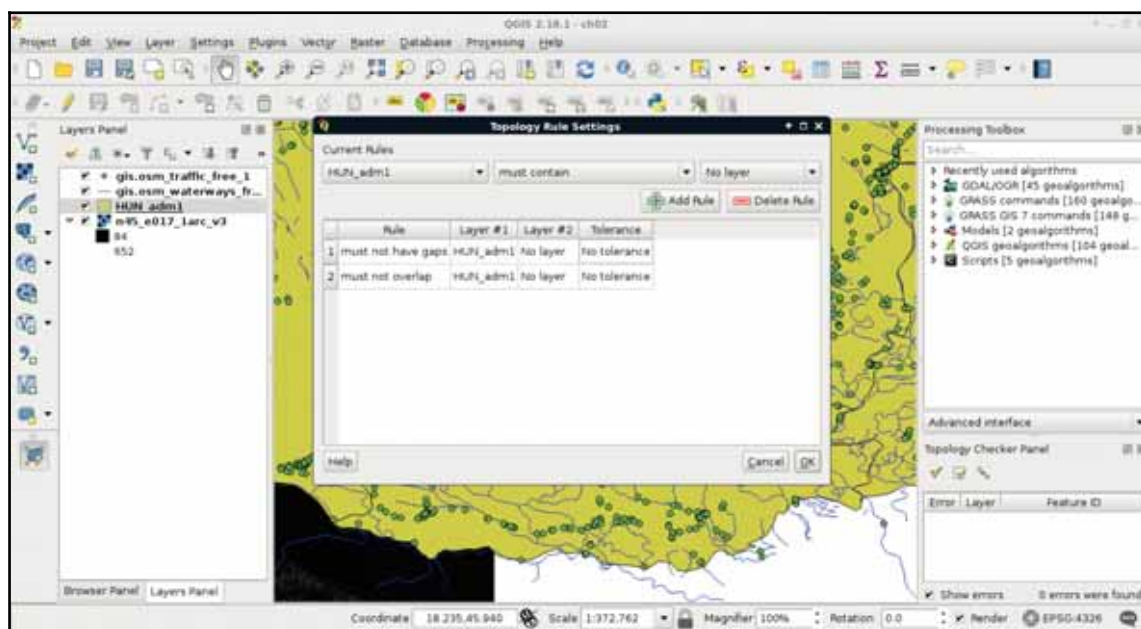 QGIS 2.18.1 - ch02
Project Edit View Layer Settings Plugins Vector Raster Database Processing Help
Layers Panel
gis.osm_traffic_free_1
gis.osm_waterways_fr...
HUN_adm1
n45_e017_1arc_v3
84
652
Browser Panel Layers Panel
Topology Rule Settings
Current Rules
HUN_adm1 must contain No layer
Add Rule Delete Rule
Rule Layer #1 Layer #2 Tolerance
1 must not have gaps HUN_adm1 No layer No tolerance
2 must not overlap HUN_adm1 No layer No tolerance
Help Cancel OK
Processing Toolbox
Search...
Recently used algorithms
GDAL/OGR [45 geoalgorithms]
GRASS commands [160 geoalgo...
GRASS GIS 7 commands [148 g...
Models [2 geoalgorithms]
QGIS geoalgorithms [104 geoal...
Scripts [5 geoalgorithms]
Advanced interface
Topology Checker Panel
Error Layer Feature ID
Show errors 0 errors were found
Coordinate 18.235,45.940 Scale 1:372,762 Magnifier 100% Rotation 0.0 Render EPSG:4326